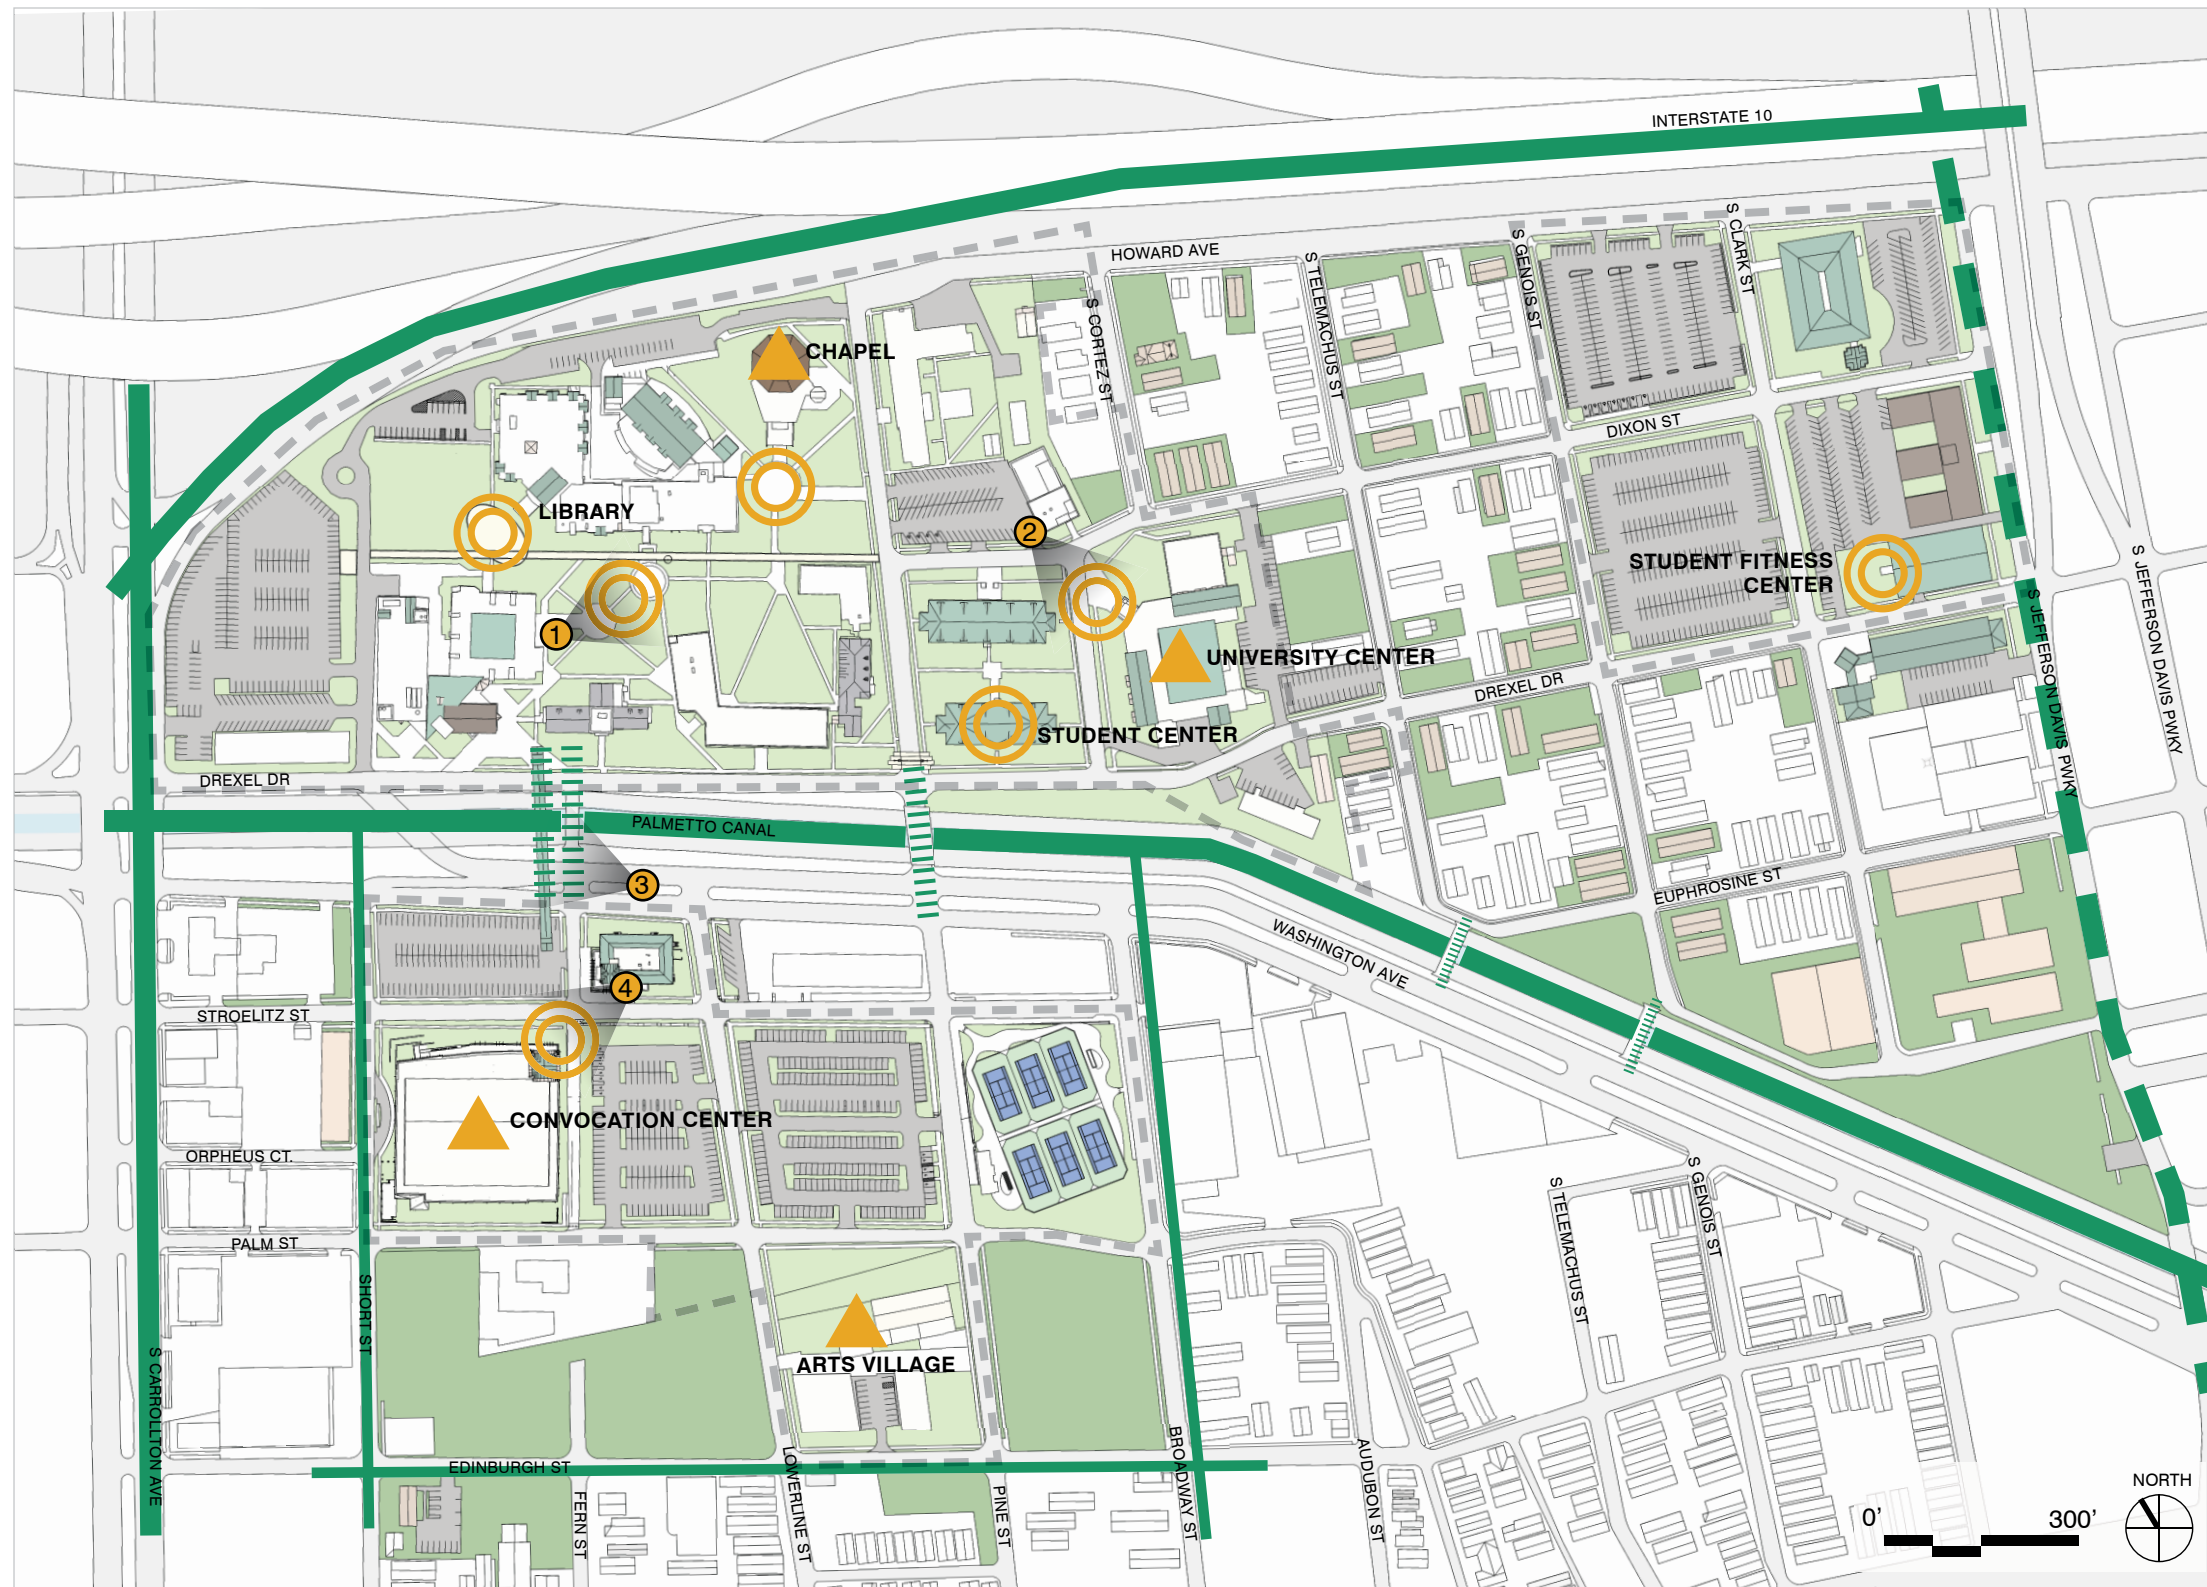 INTERSTATE 10
HOWARD AVE
S CORTEZ ST
S TELEMACHUS ST
S GENOIS ST
S CLARK ST
CHAPEL
DIXON ST
LIBRARY
2
STUDENT FITNESS
CENTER
1
UNIVERSITY CENTER
DREXEL DR
STUDENT CENTER
S JEFFERSON DAVIS PWKY
S JEFFERSON DAVIS PWKY
DREXEL DR
PALMETTO CANAL
3
EUPHROSINE ST
WASHINGTON AVE
4
STROELITZ ST
CONVOCATION CENTER
ORPHEUS CT.
PALM ST
SHORT ST
S TELEMACHUS ST
S GENOIS ST
ARTS VILLAGE
S CARROLLTON AVE
EDINBURGH ST
FERN ST
LOWERLINE ST
PINE ST
BROADWAY ST
AUDUBON ST
NORTH
0'
300'